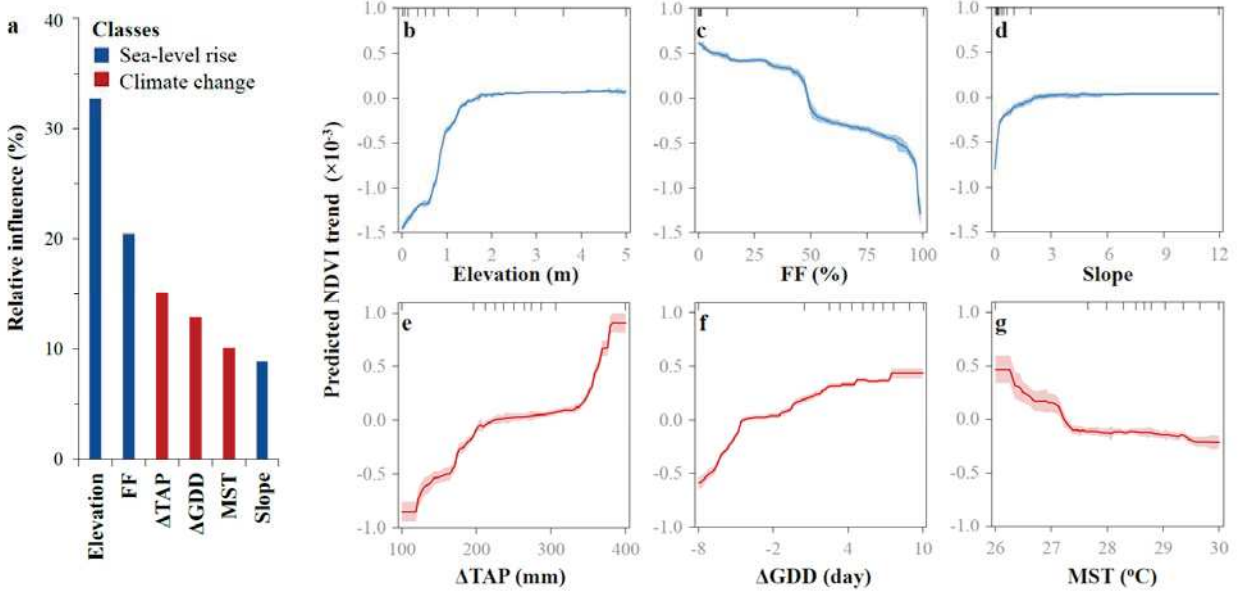 a
Relative influence (%)
40
30
20
10
0
Classes
Sea-level rise
Climate change
Elevation
FF
ΔTAP
ΔGDD
MST
Slope
Predicted NDVI trend (×10⁻³)
b
1.0
0.5
0.0
-0.5
-1.0
-1.5
0 1 2 3 4 5
Elevation (m)
c
1.0
0.5
0.0
-0.5
-1.0
-1.5
0 25 50 75 100
FF (%)
d
1.0
0.5
0.0
-0.5
-1.0
-1.5
0 3 6 9 12
Slope
e
1.0
0.5
0.0
-0.5
-1.0
100 200 300 400
ΔTAP (mm)
f
1.0
0.5
0.0
-0.5
-1.0
-8 -2 4 10
ΔGDD (day)
g
1.0
0.5
0.0
-0.5
-1.0
26 27 28 29 30
MST (ºC)